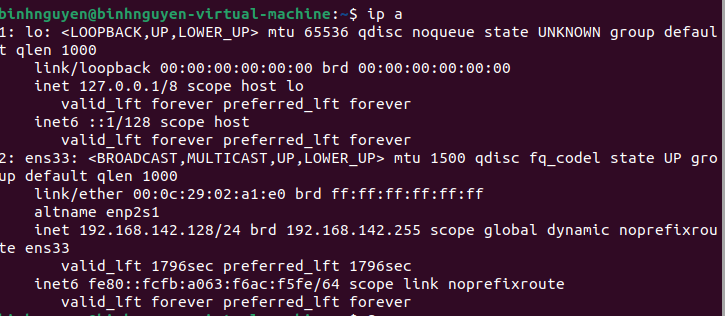 binhnguyen@binhnguyen-virtual-machine:~$ ip a
1: lo: <LOOPBACK,UP,LOWER_UP> mtu 65536 qdisc noqueue state UNKNOWN group defaul
t qlen 1000
    link/loopback 00:00:00:00:00:00 brd 00:00:00:00:00:00
    inet 127.0.0.1/8 scope host lo
       valid_lft forever preferred_lft forever
    inet6 ::1/128 scope host
       valid_lft forever preferred_lft forever
2: ens33: <BROADCAST,MULTICAST,UP,LOWER_UP> mtu 1500 qdisc fq_codel state UP gro
up default qlen 1000
    link/ether 00:0c:29:02:a1:e0 brd ff:ff:ff:ff:ff:ff
    altname enp2s1
    inet 192.168.142.128/24 brd 192.168.142.255 scope global dynamic noprefixrou
te ens33
       valid_lft 1796sec preferred_lft 1796sec
    inet6 fe80::fcfb:a063:f6ac:f5fe/64 scope link noprefixroute
       valid_lft forever preferred_lft forever